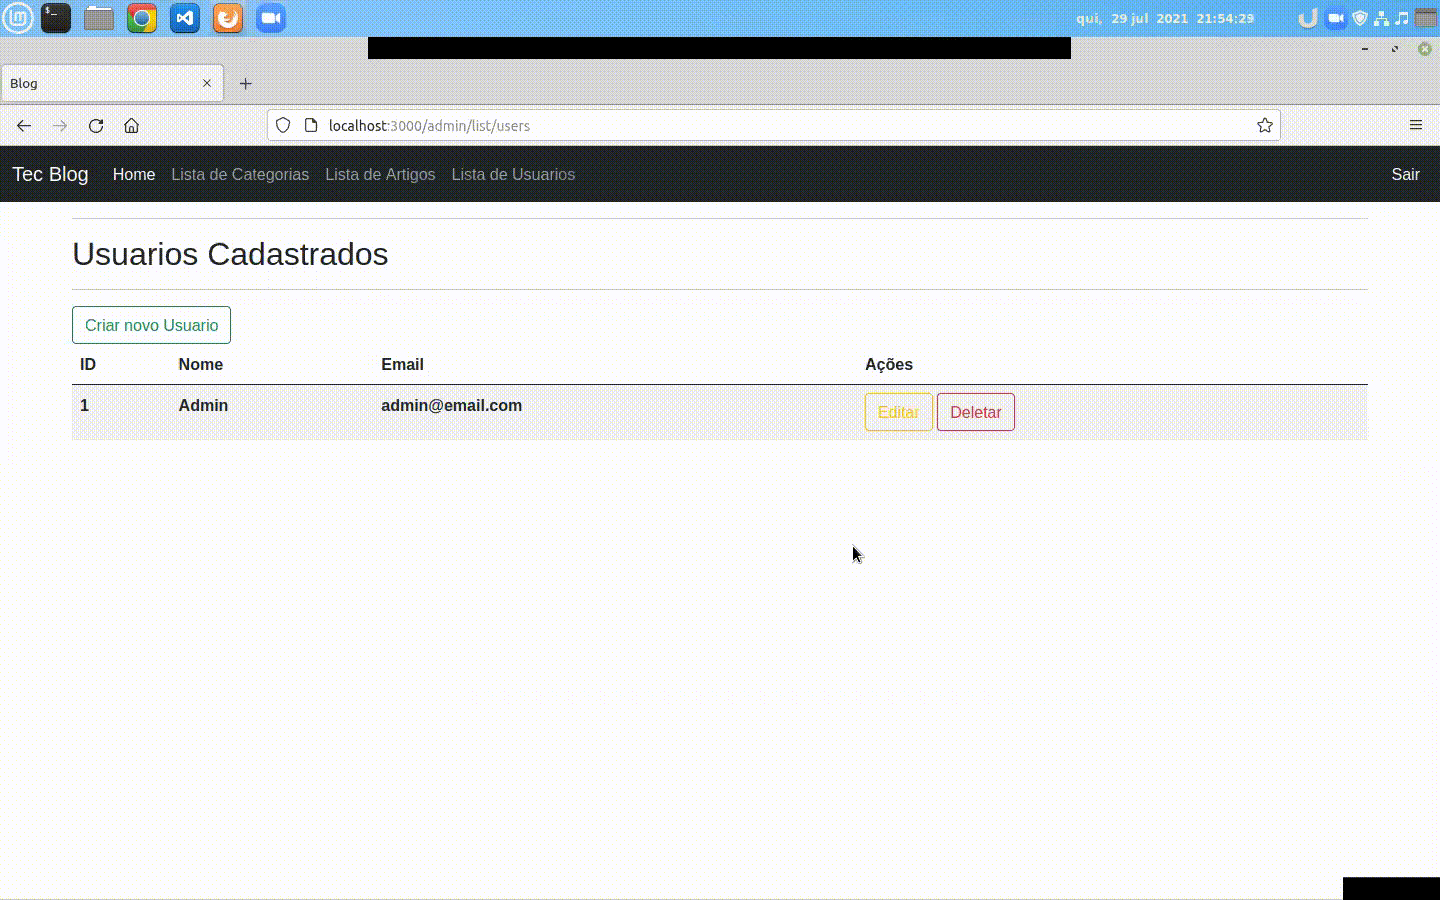 qui, 29 jul 2021 21:54:29
Blog
localhost:3000/admin/list/users
Tec Blog Home Lista de Categorias Lista de Artigos Lista de Usuarios Sair
Usuarios Cadastrados
Criar novo Usuario
ID Nome Email Ações
1 Admin admin@email.com Editar Deletar